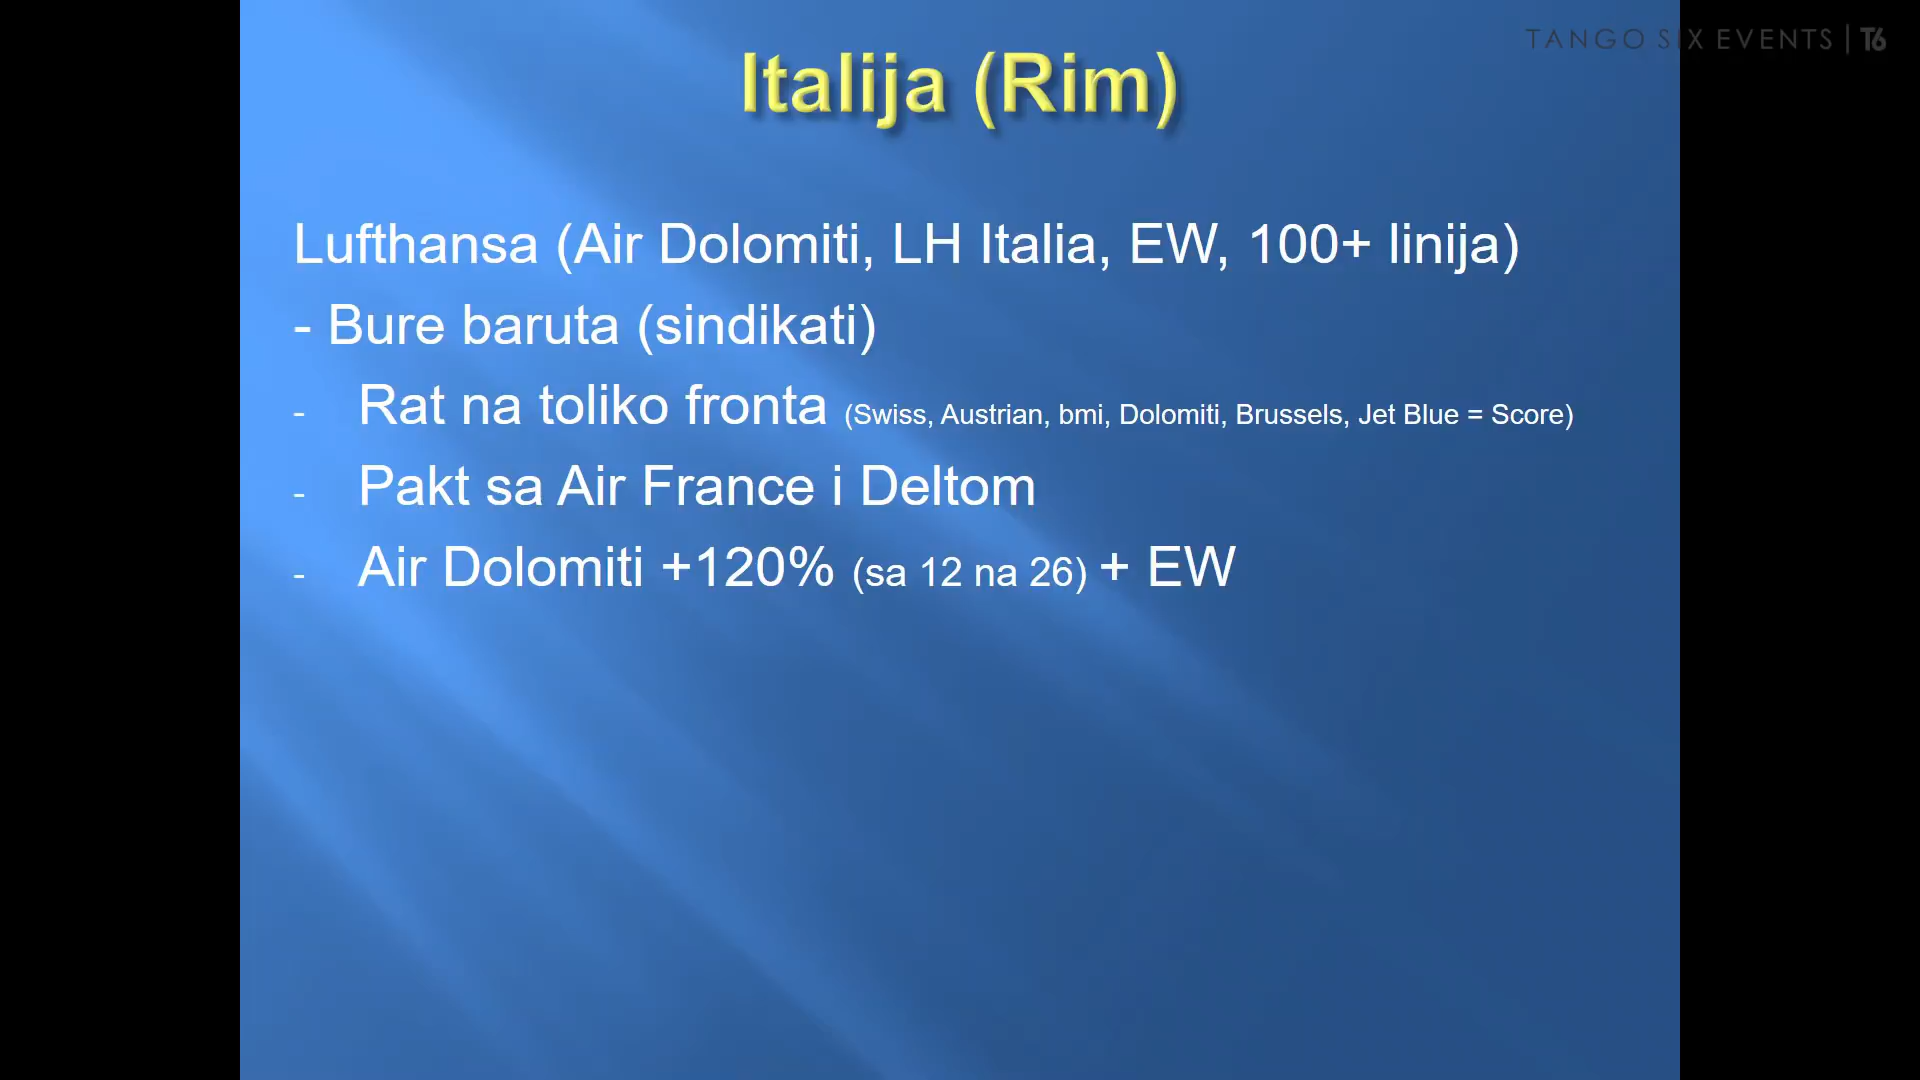 TANGO SIX EVENTS | T6
Italija (Rim)
Lufthansa (Air Dolomiti, LH Italia, EW, 100+ linija)
- Bure baruta (sindikati)
- Rat na toliko fronta (Swiss, Austrian, bmi, Dolomiti, Brussels, Jet Blue = Score)
- Pakt sa Air France i Deltom
- Air Dolomiti +120% (sa 12 na 26) + EW